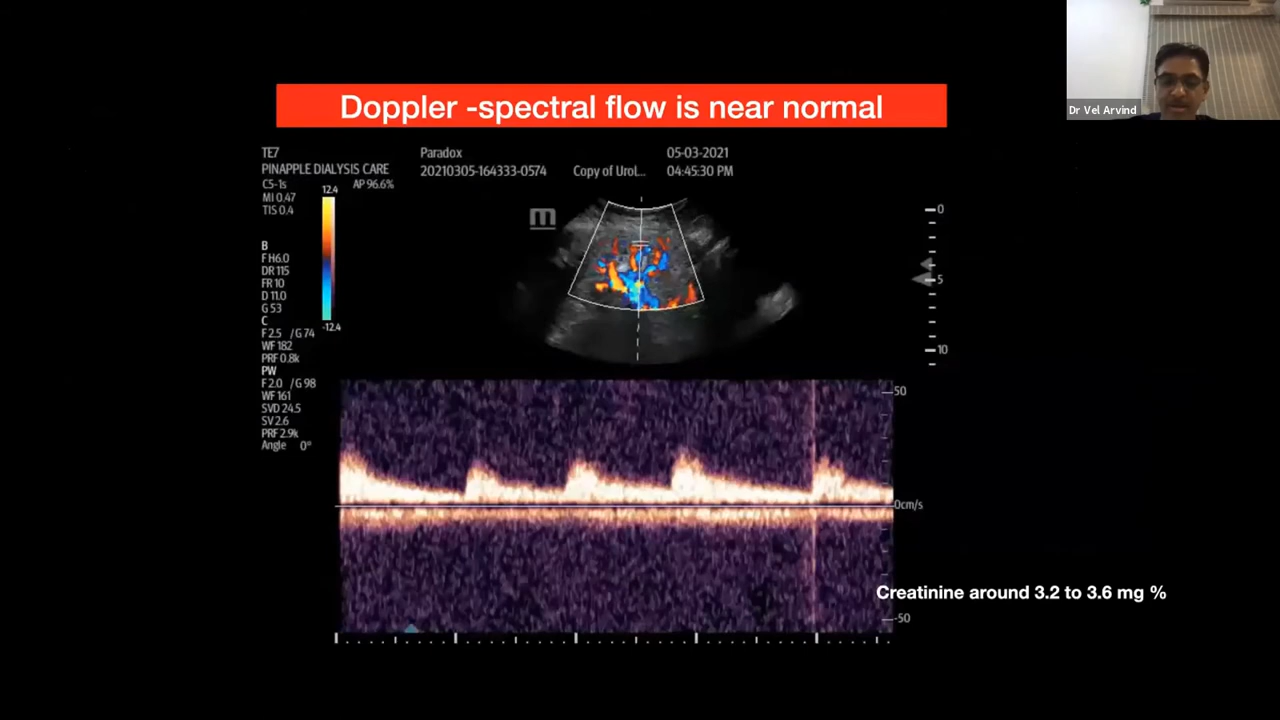 Doppler -spectral flow is near normal
Dr Vel Arvind
TE7
Paradox
05-03-2021
PINAPPLE DIALYSIS CARE
20210305-164333-0574
Copy of Urol...
04:45:30 PM
C5-1s
AP 96.6%
MI 0.47
TIS 0.4
12.4
-12.4
m
B
F H6.0
DR 115
FR 10
D 11.0
G 53
C
F 2.5 / G 74
WF 182
PRF 0.8k
PW
F 2.0 / G 98
WF 161
SVD 24.5
SV 2.6
PRF 2.9k
Angle 0°
0
5
10
50
0cm/s
-50
Creatinine around 3.2 to 3.6 mg %